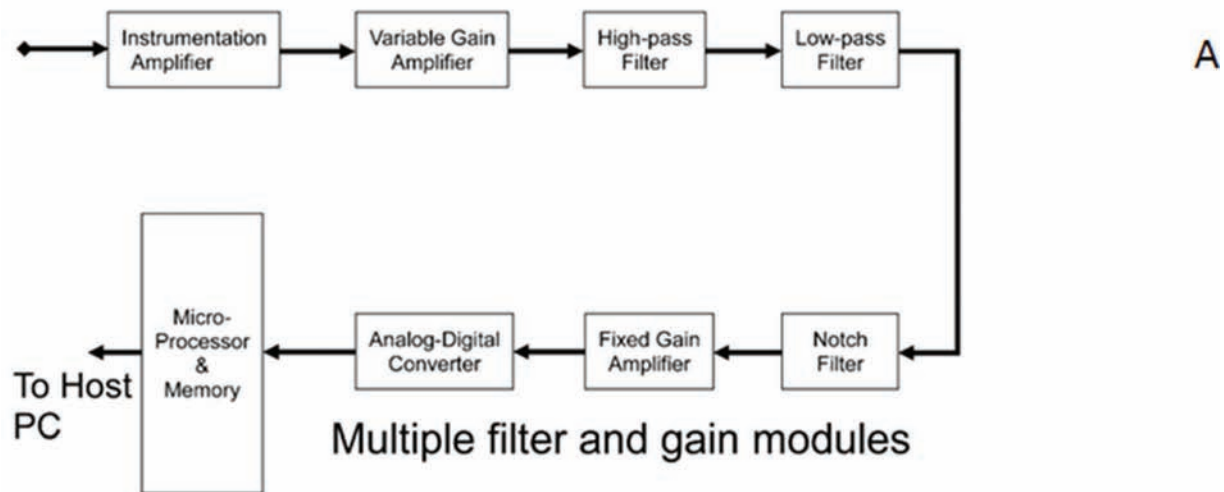 Instrumentation
Amplifier
Variable Gain
Amplifier
High-pass
Filter
Low-pass
Filter
A
Micro-
Processor
&
Memory
Analog-Digital
Converter
Fixed Gain
Amplifier
Notch
Filter
To Host
PC
Multiple filter and gain modules